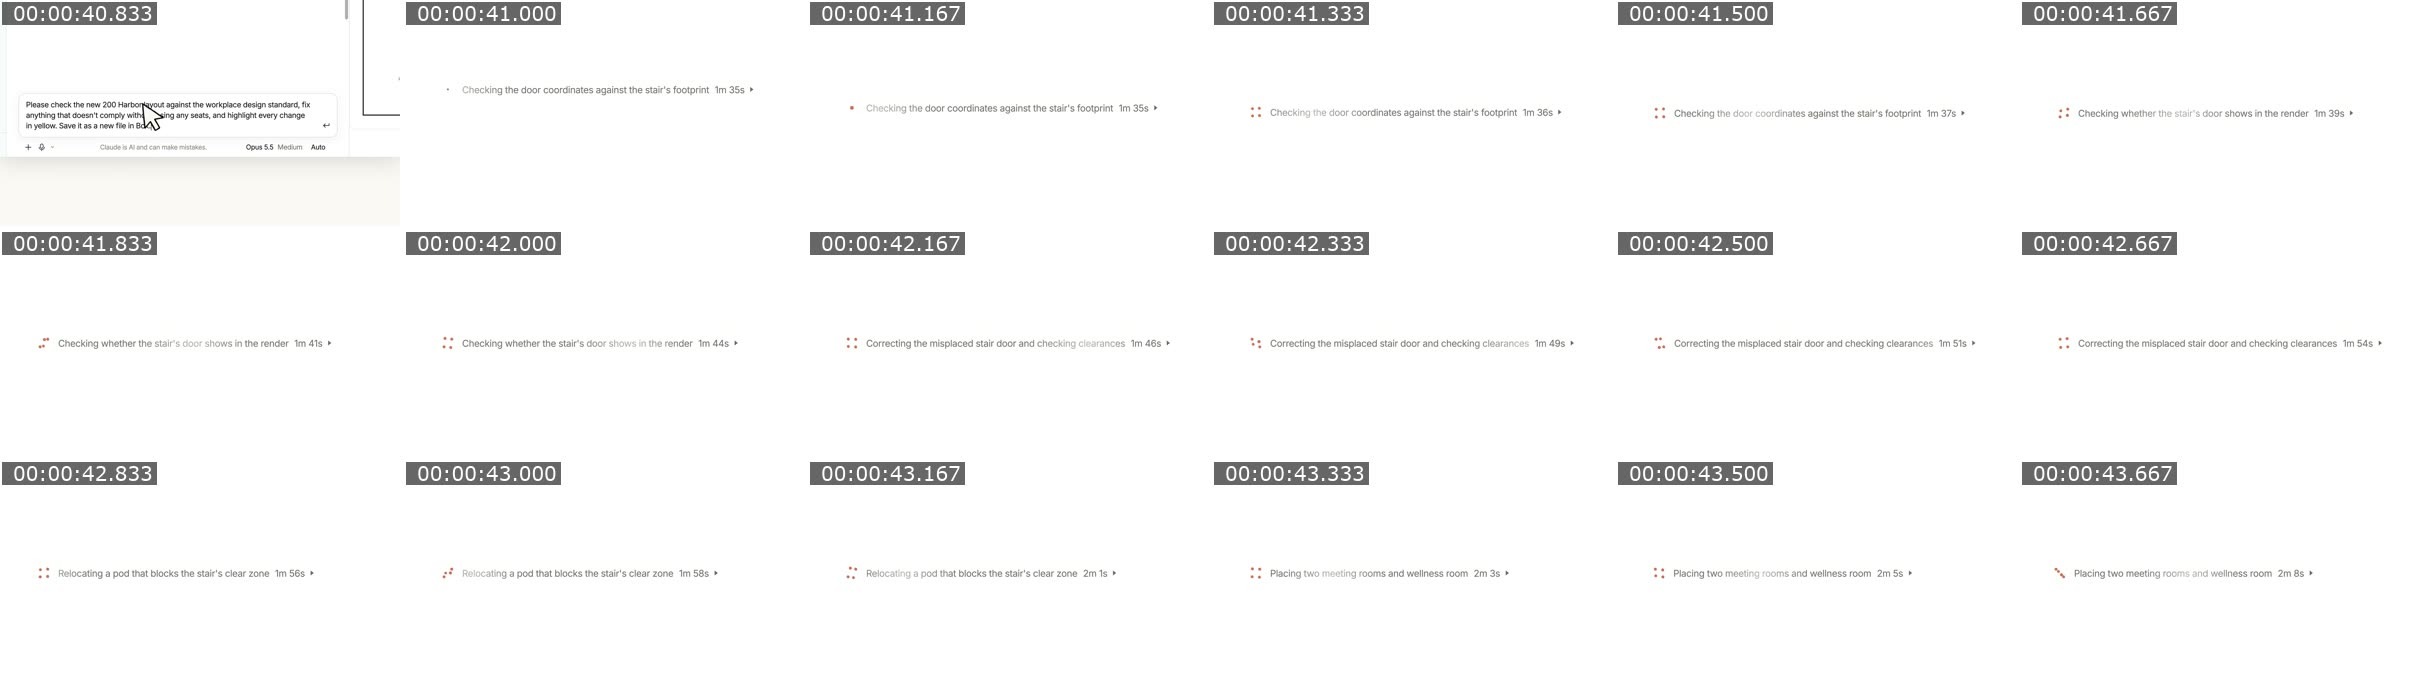 00:00:40.833
Please check the new 200 Harbor layout against the workplace design standard, fix
anything that doesn't comply any seats, and highlight every change
in yellow. Save it as a new file in
Claude is AI and can make mistakes.
Opus 5.5 Medium Auto
00:00:41.000
Checking the door coordinates against the stair's footprint 1m 35s
00:00:41.167
Checking the door coordinates against the stair's footprint 1m 35s
00:00:41.333
Checking the door coordinates against the stair's footprint 1m 36s
00:00:41.500
Checking the door coordinates against the stair's footprint 1m 37s
00:00:41.667
Checking whether the stair's door shows in the render 1m 39s
00:00:41.833
Checking whether the stair's door shows in the render 1m 41s
00:00:42.000
Checking whether the stair's door shows in the render 1m 44s
00:00:42.167
Correcting the misplaced stair door and checking clearances 1m 46s
00:00:42.333
Correcting the misplaced stair door and checking clearances 1m 49s
00:00:42.500
Correcting the misplaced stair door and checking clearances 1m 51s
00:00:42.667
Correcting the misplaced stair door and checking clearances 1m 54s
00:00:42.833
Relocating a pod that blocks the stair's clear zone 1m 56s
00:00:43.000
Relocating a pod that blocks the stair's clear zone 1m 58s
00:00:43.167
Relocating a pod that blocks the stair's clear zone 2m 1s
00:00:43.333
Placing two meeting rooms and wellness room 2m 3s
00:00:43.500
Placing two meeting rooms and wellness room 2m 5s
00:00:43.667
Placing two meeting rooms and wellness room 2m 8s